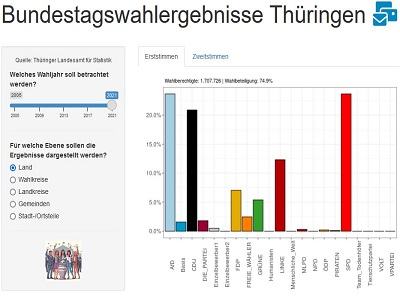 Bundestagswahlergebnisse Thüringen
Quelle: Thüringer Landesamt für Statistik
Welches Wahljahr soll betrachtet
werden?
2005
2021
2005 2009 2013 2017 2021
Für welche Ebene sollen die
Ergebnisse dargestellt werden?
Land
Wahlkreise
Landkreise
Gemeinden
Stadt-/Ortsteile
Erststimmen
Zweitstimmen
Wahlberechtigte: 1.707.726 | Wahlbeteiligung: 74.9%
20.0%
15.0%
10.0%
5.0%
0.0%
AfD
Basis
CDU
DIE_PARTEI
Einzelbewerber1
Einzelbewerber2
FDP
FREIE_WÄHLER
GRÜNE
Humanisten
LINKE
Menschliche_Welt
MLPD
NPD
ÖDP
PIRATEN
SPD
Team_Todenhöfer
Tierschutzpartei
VOLT
VPARTEI